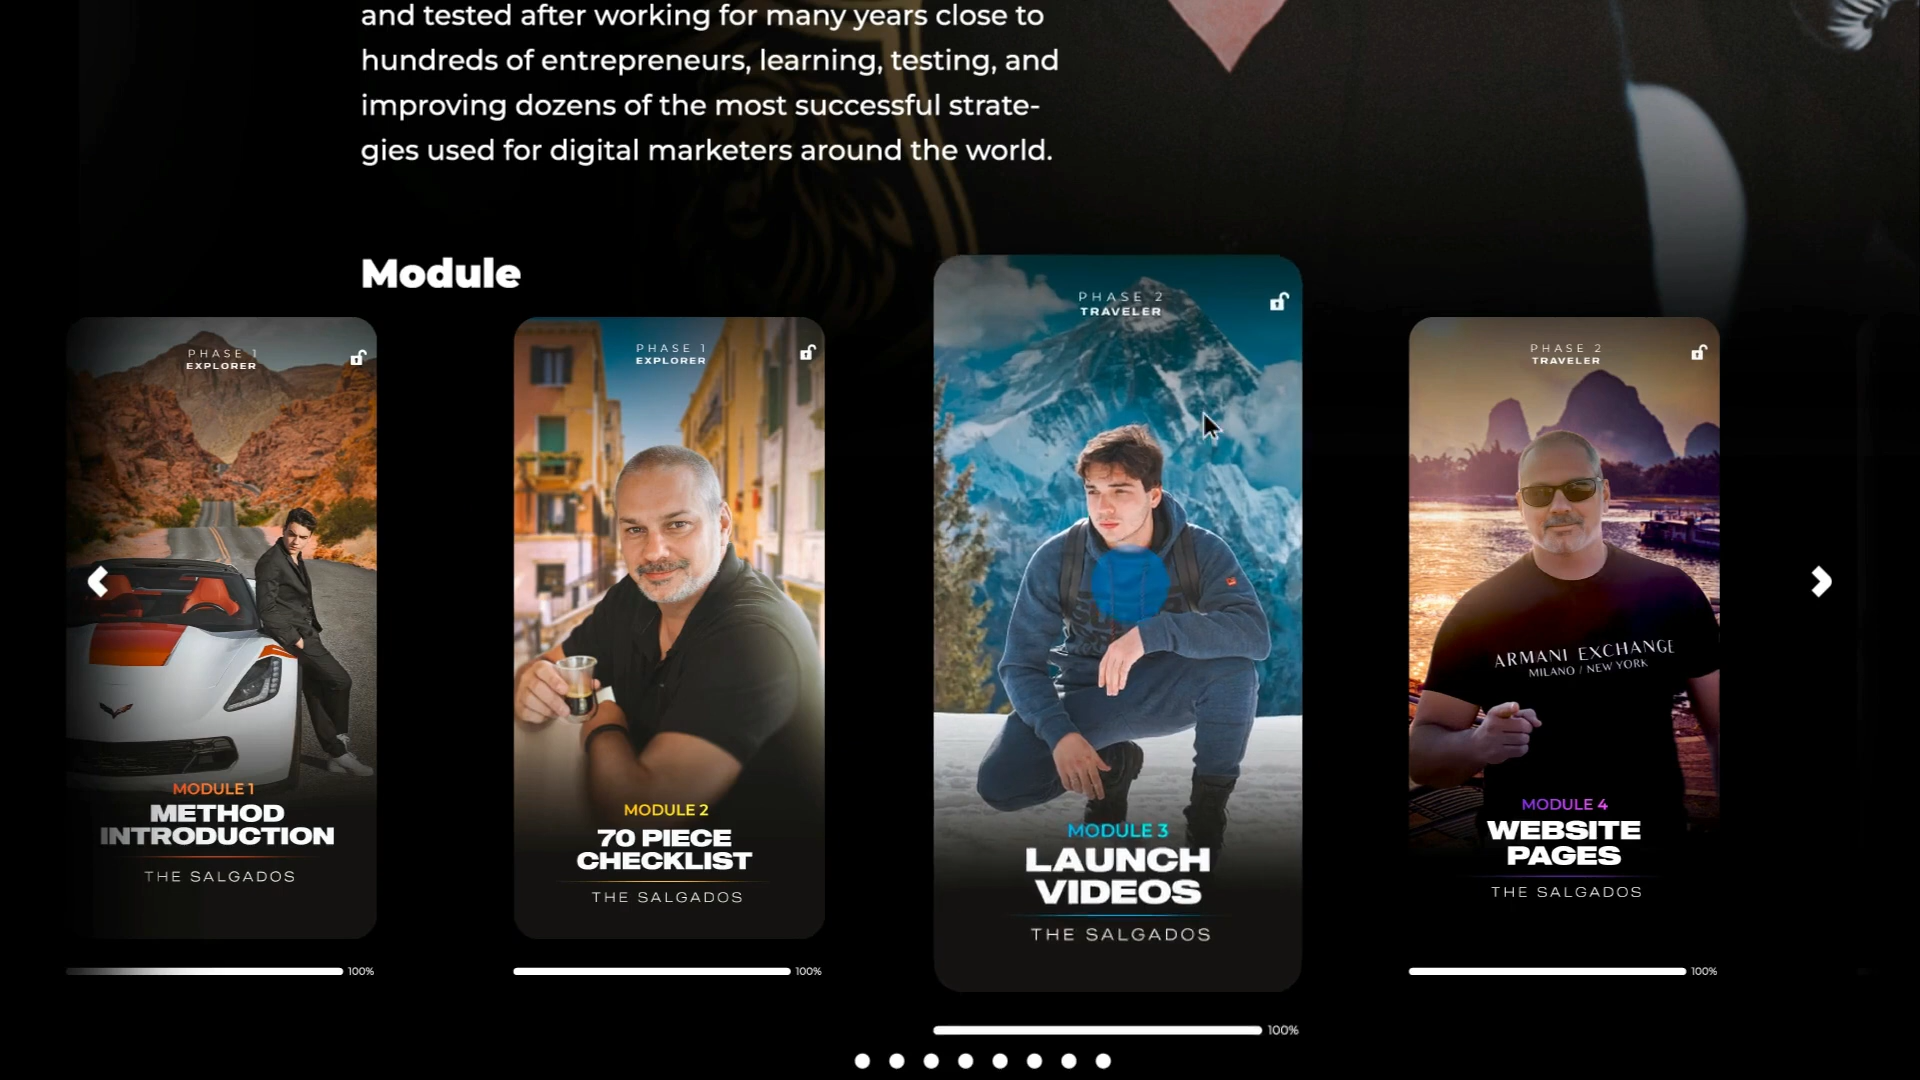 and tested after working for many years close to
hundreds of entrepreneurs, learning, testing, and
improving dozens of the most successful strate-
gies used for digital marketers around the world.
Module
PHASE 1
EXPLORER
MODULE 1
METHOD
INTRODUCTION
THE SALGADOS
100%
PHASE 1
EXPLORER
MODULE 2
70 PIECE
CHECKLIST
THE SALGADOS
100%
PHASE 2
TRAVELER
MODULE 3
LAUNCH
VIDEOS
THE SALGADOS
100%
PHASE 2
TRAVELER
ARMANI EXCHANGE
MILANO / NEW YORK
MODULE 4
WEBSITE
PAGES
THE SALGADOS
100%